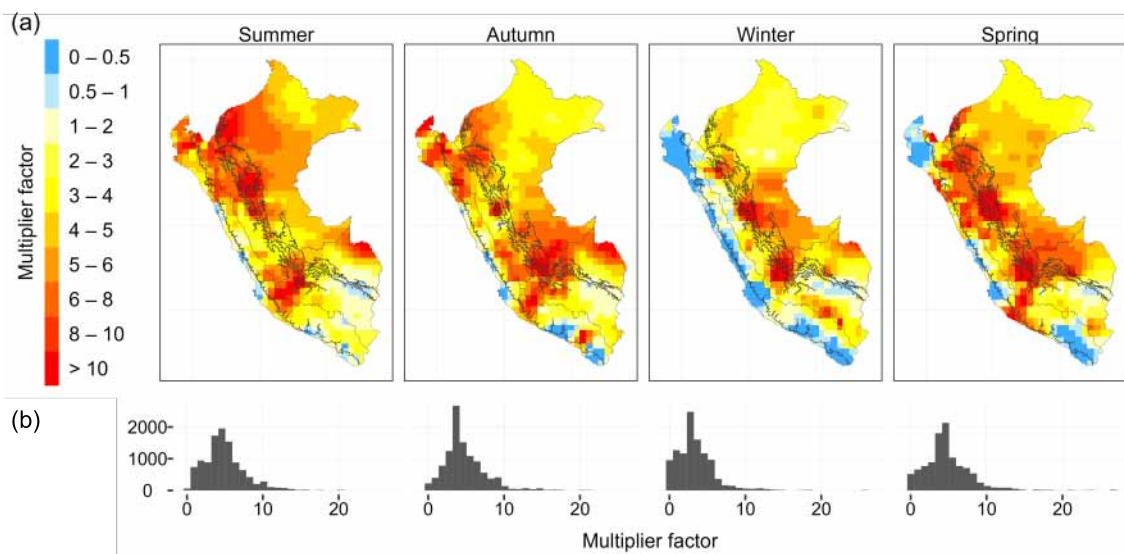 (a)
Summer
Autumn
Winter
Spring
Multiplier factor
0 – 0.5
0.5 – 1
1 – 2
2 – 3
3 – 4
4 – 5
5 – 6
6 – 8
8 – 10
> 10
(b)
2000
1000
0
0 10 20
0 10 20
0 10 20
0 10 20
Multiplier factor